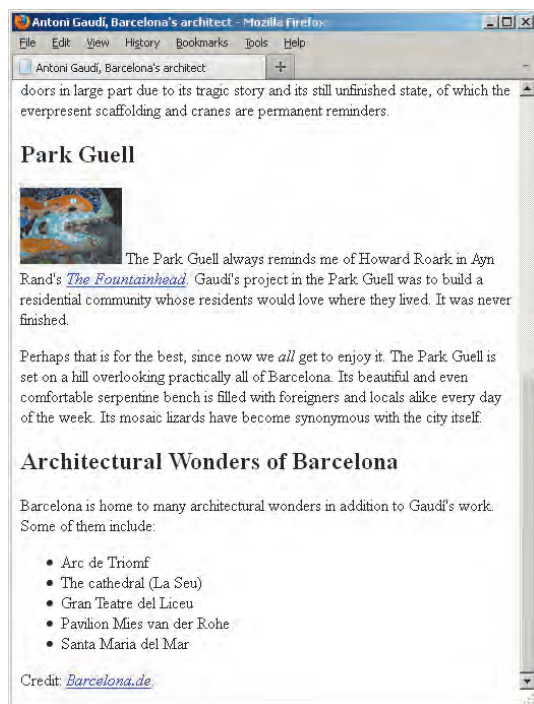 Antoni Gaudí, Barcelona's architect - Mozilla Firefox
File Edit View History Bookmarks Tools Help
Antoni Gaudí, Barcelona's architect
doors in large part due to its tragic story and its still unfinished state, of which the
everpresent scaffolding and cranes are permanent reminders.
Park Guell
The Park Guell always reminds me of Howard Roark in Ayn
Rand's The Fountainhead. Gaudí's project in the Park Guell was to build a
residential community whose residents would love where they lived. It was never
finished.
Perhaps that is for the best, since now we all get to enjoy it. The Park Guell is
set on a hill overlooking practically all of Barcelona. Its beautiful and even
comfortable serpentine bench is filled with foreigners and locals alike every day
of the week. Its mosaic lizards have become synonymous with the city itself.
Architectural Wonders of Barcelona
Barcelona is home to many architectural wonders in addition to Gaudí's work.
Some of them include:
• Arc de Triomf
• The cathedral (La Seu)
• Gran Teatre del Liceu
• Pavilion Mies van der Rohe
• Santa Maria del Mar
Credit: Barcelona.de.